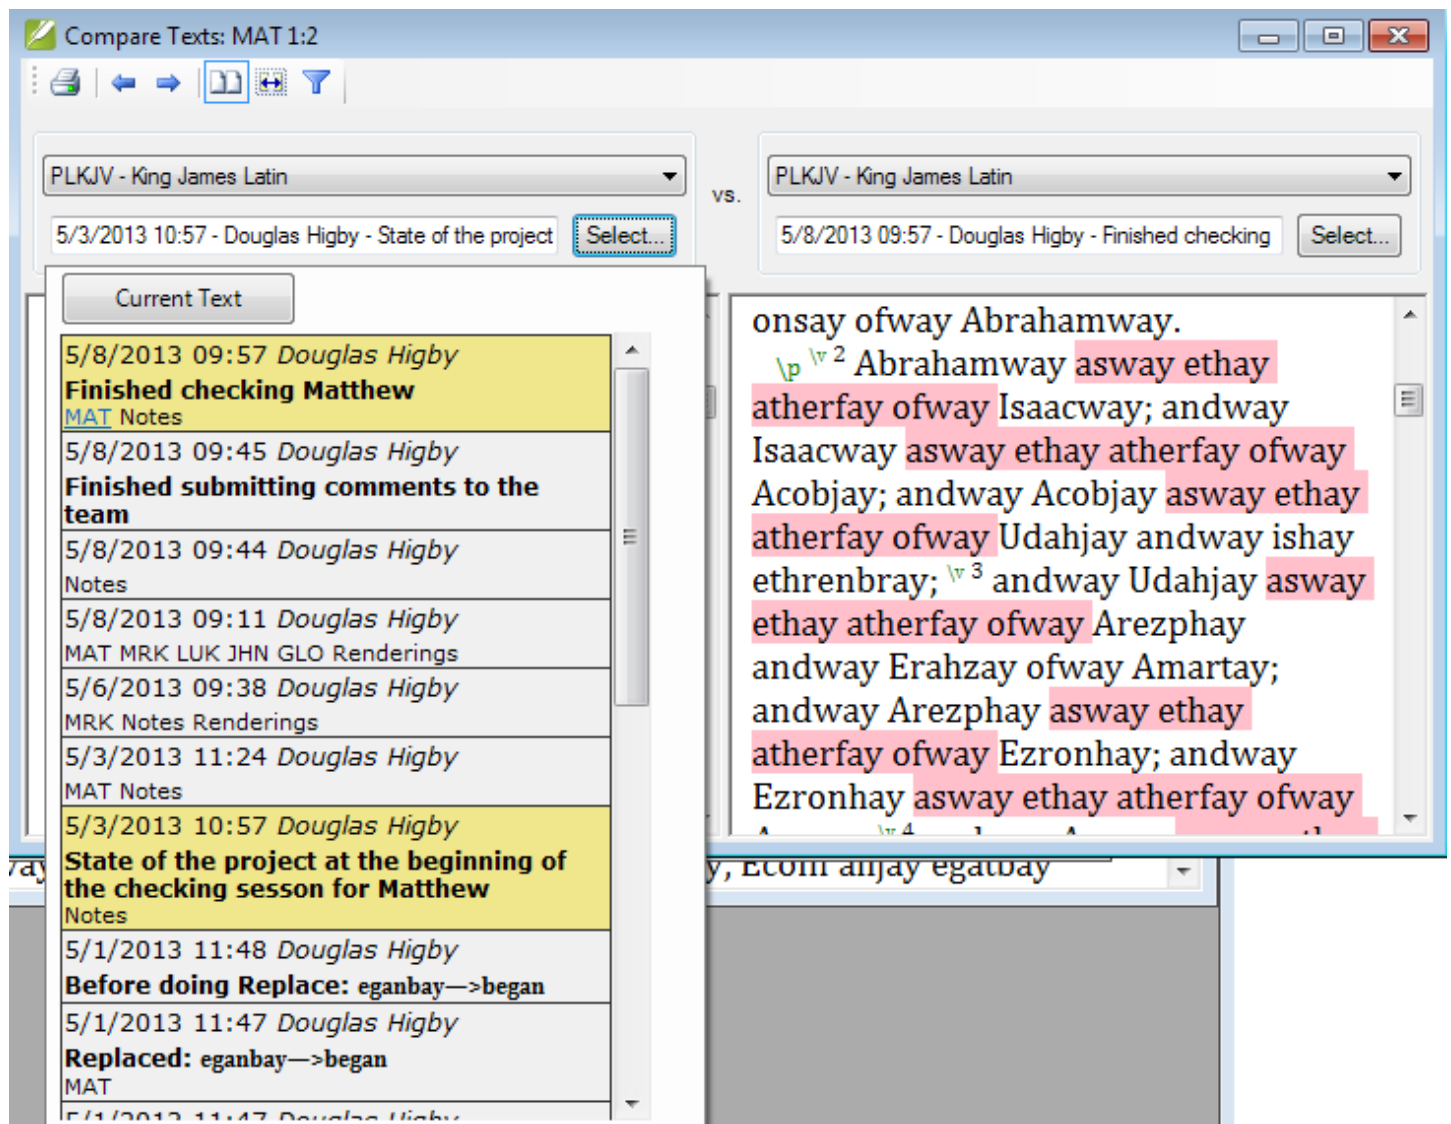 Compare Texts: MAT 1:2
PLKJV - King James Latin
5/3/2013 10:57 - Douglas Higby - State of the project
Select...
vs.
PLKJV - King James Latin
5/8/2013 09:57 - Douglas Higby - Finished checking
Select...
Current Text
5/8/2013 09:57 Douglas Higby
Finished checking Matthew
MAT Notes
5/8/2013 09:45 Douglas Higby
Finished submitting comments to the
team
5/8/2013 09:44 Douglas Higby
Notes
5/8/2013 09:11 Douglas Higby
MAT MRK LUK JHN GLO Renderings
5/6/2013 09:38 Douglas Higby
MRK Notes Renderings
5/3/2013 11:24 Douglas Higby
MAT Notes
5/3/2013 10:57 Douglas Higby
State of the project at the beginning of
the checking sesson for Matthew
Notes
5/1/2013 11:48 Douglas Higby
Before doing Replace: eganbay—>began
5/1/2013 11:47 Douglas Higby
Replaced: eganbay—>began
MAT
5/1/2013 11:47 Douglas Higby
onsay ofway Abrahamway.
\p \v 2 Abrahamway asway ethay
atherfay ofway Isaacway; andway
Isaacway asway ethay atherfay ofway
Acobjay; andway Acobjay asway ethay
atherfay ofway Udahjay andway ishay
ethrenbray; \v 3 andway Udahjay asway
ethay atherfay ofway Arezphay
andway Erahzay ofway Amartay;
andway Arezphay asway ethay
atherfay ofway Ezronhay; andway
Ezronhay asway ethay atherfay ofway
\v 4
egatbay